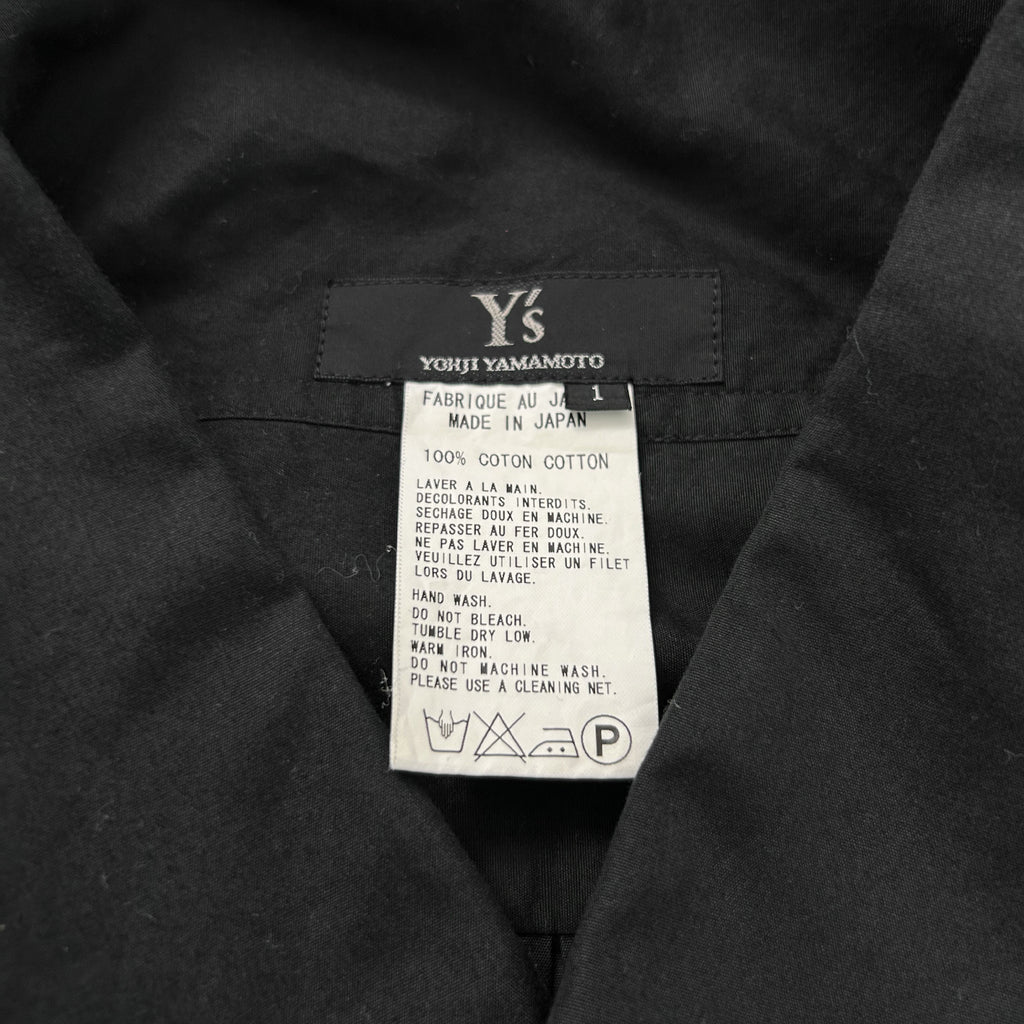 Y's
YOHJI YAMAMOTO
1
FABRIQUE AU
MADE IN JAPAN
100% COTON COTTON
LAVER A LA MAIN.
DECOLORANTS INTERDITS.
SECHAGE DOUX EN MACHINE.
REPASSER AU FER DOUX.
NE PAS LAVER EN MACHINE.
VEUILLEZ UTILISER UN FILET
LORS DU LAVAGE.
HAND WASH.
DO NOT BLEACH.
TUMBLE DRY LOW.
WARM IRON.
DO NOT MACHINE WASH.
PLEASE USE A CLEANING NET.
P